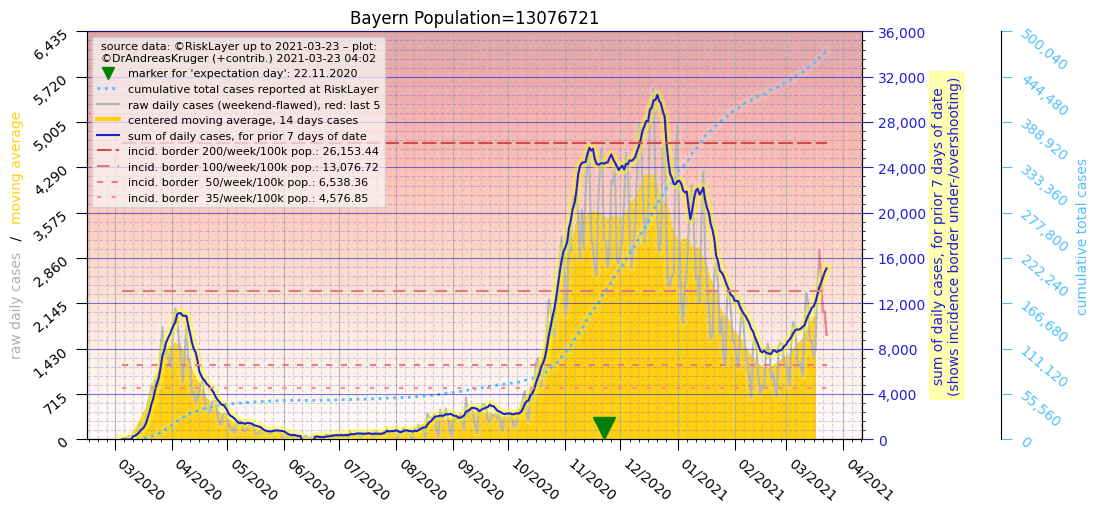 Bayern Population=13076721
source data: ©RiskLayer up to 2021-03-23 – plot:
©DrAndreasKruger (+contrib.) 2021-03-23 04:02
marker for 'expectation day': 22.11.2020
cumulative total cases reported at RiskLayer
raw daily cases (weekend-flawed), red: last 5
centered moving average, 14 days cases
sum of daily cases, for prior 7 days of date
incid. border 200/week/100k pop.: 26,153.44
incid. border 100/week/100k pop.: 13,076.72
incid. border  50/week/100k pop.: 6,538.36
incid. border  35/week/100k pop.: 4,576.85
raw daily cases / moving average
6,435
5,720
5,005
4,290
3,575
2,860
2,145
1,430
715
0
03/2020
04/2020
05/2020
06/2020
07/2020
08/2020
09/2020
10/2020
11/2020
12/2020
01/2021
02/2021
03/2021
04/2021
36,000
32,000
28,000
24,000
20,000
16,000
12,000
8,000
4,000
0
sum of daily cases, for prior 7 days of date
(shows incidence border under-/overshooting)
500,040
444,480
388,920
333,360
277,800
222,240
166,680
111,120
55,560
0
cumulative total cases